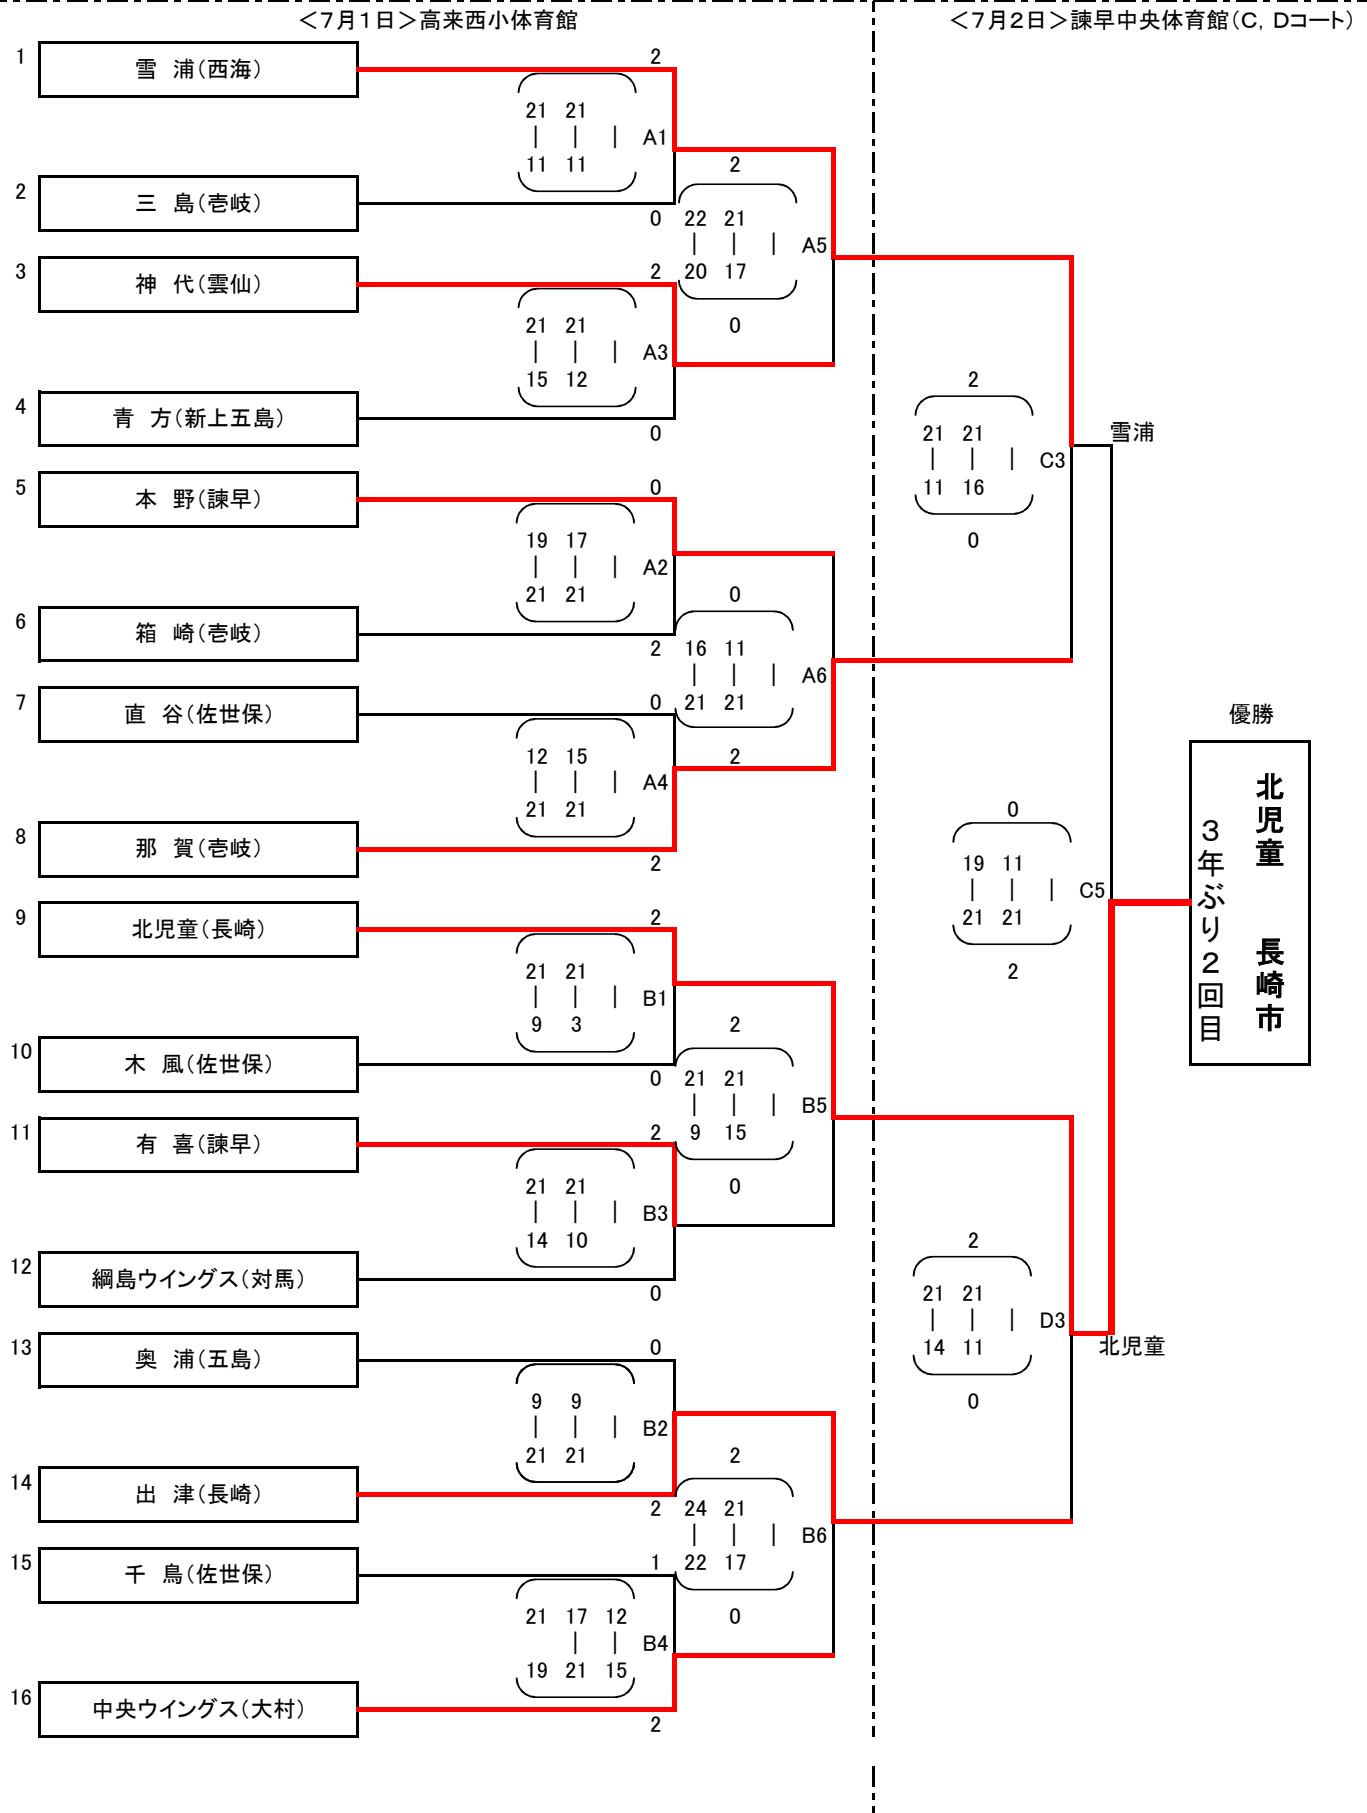 ＜７月１日＞高来西小体育館
＜７月２日＞諫早中央体育館（Ｃ，Ｄコート）
1 雪　浦（西海） 2
21 21
| | | A1
11 11
2 三　島（壱岐） 0
2
22 21
| | | A5
20 17
0
3 神　代（雲仙） 2
21 21
| | | A3
15 12
4 青　方（新上五島） 0
2
21 21
| | | C3
11 16
0
雪浦
5 本　野（諫早） 0
19 17
| | | A2
21 21
6 箱　崎（壱岐） 2
0
16 11
| | | A6
21 21
2
7 直　谷（佐世保） 0
12 15
| | | A4
21 21
8 那　賀（壱岐） 2
0
19 11
| | | C5
21 21
2
優勝
北児童　長崎市
３年ぶり２回目
9 北児童（長崎） 2
21 21
| | | B1
9 3
10 木　風（佐世保） 0
2
21 21
| | | B5
9 15
0
11 有　喜（諫早） 2
21 21
| | | B3
14 10
12 綱島ウイングス（対馬） 0
2
21 21
| | | D3
14 11
0
北児童
13 奥　浦（五島） 0
9 9
| | | B2
21 21
14 出　津（長崎） 2
2
24 21
| | | B6
22 17
0
15 千　鳥（佐世保） 1
21 17 12
| | B4
19 21 15
16 中央ウイングス（大村） 2